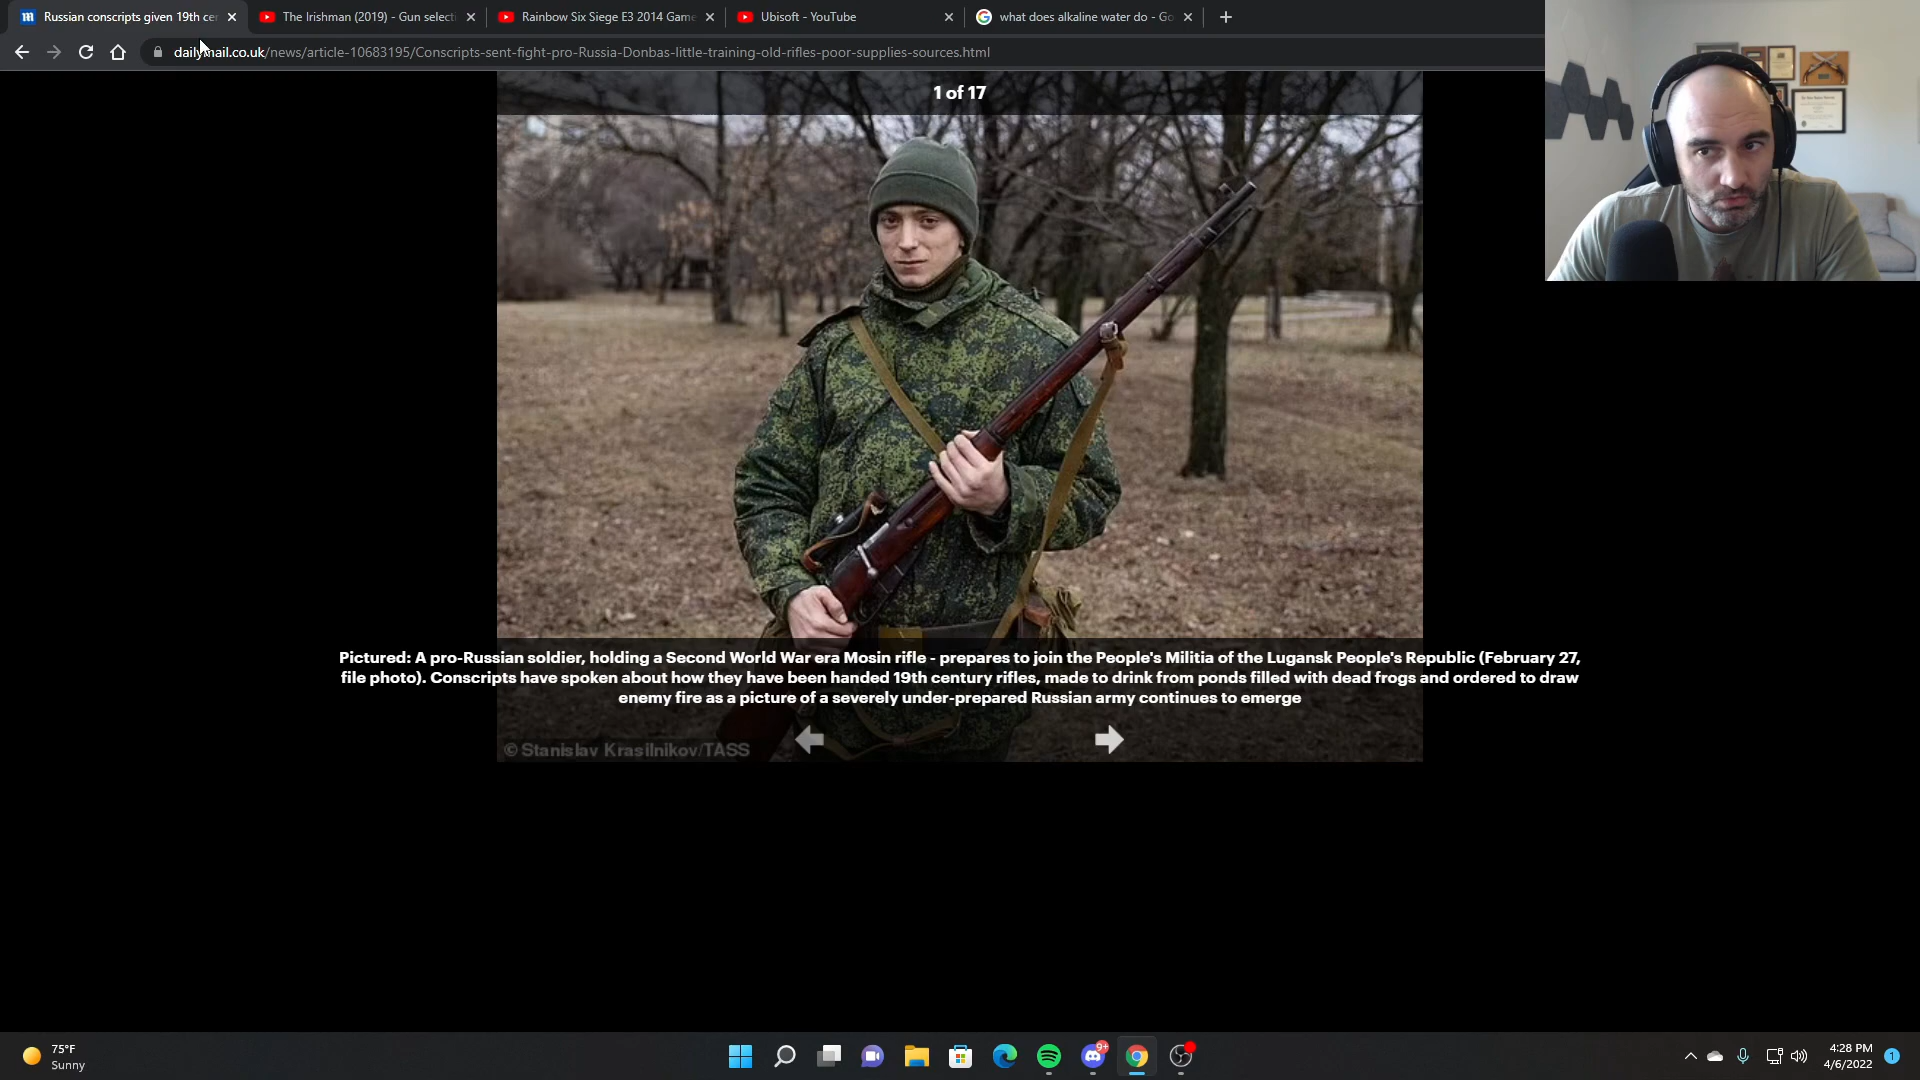 Russian conscripts given 19th cer
The Irishman (2019) - Gun selecti
Rainbow Six Siege E3 2014 Game
Ubisoft - YouTube
what does alkaline water do - Go
dailymail.co.uk/news/article-10683195/Conscripts-sent-fight-pro-Russia-Donbas-little-training-old-rifles-poor-supplies-sources.html
1 of 17
Pictured: A pro-Russian soldier, holding a Second World War era Mosin rifle - prepares to join the People's Militia of the Lugansk People's Republic (February 27,
file photo). Conscripts have spoken about how they have been handed 19th century rifles, made to drink from ponds filled with dead frogs and ordered to draw
enemy fire as a picture of a severely under-prepared Russian army continues to emerge
© Stanislav Krasilnikov/TASS
75°F
Sunny
9+
4:28 PM
4/6/2022
1